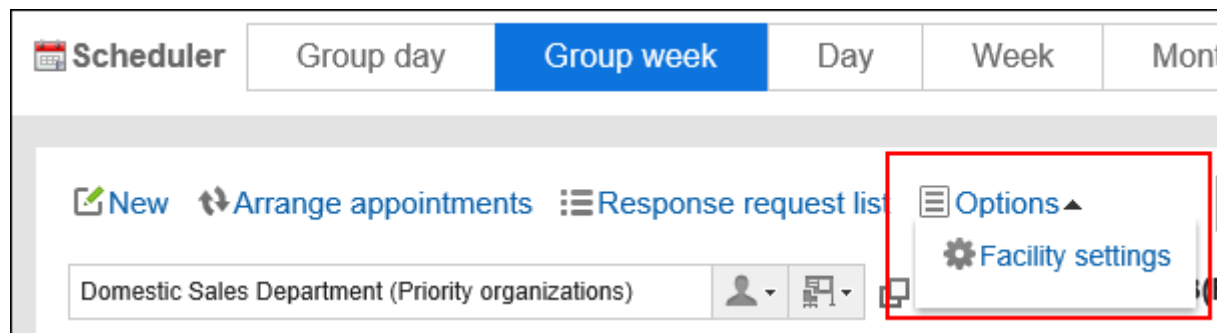 Scheduler Group day Group week Day Week
New Arrange appointments Response request list Options
Facility settings
Domestic Sales Department (Priority organizations)